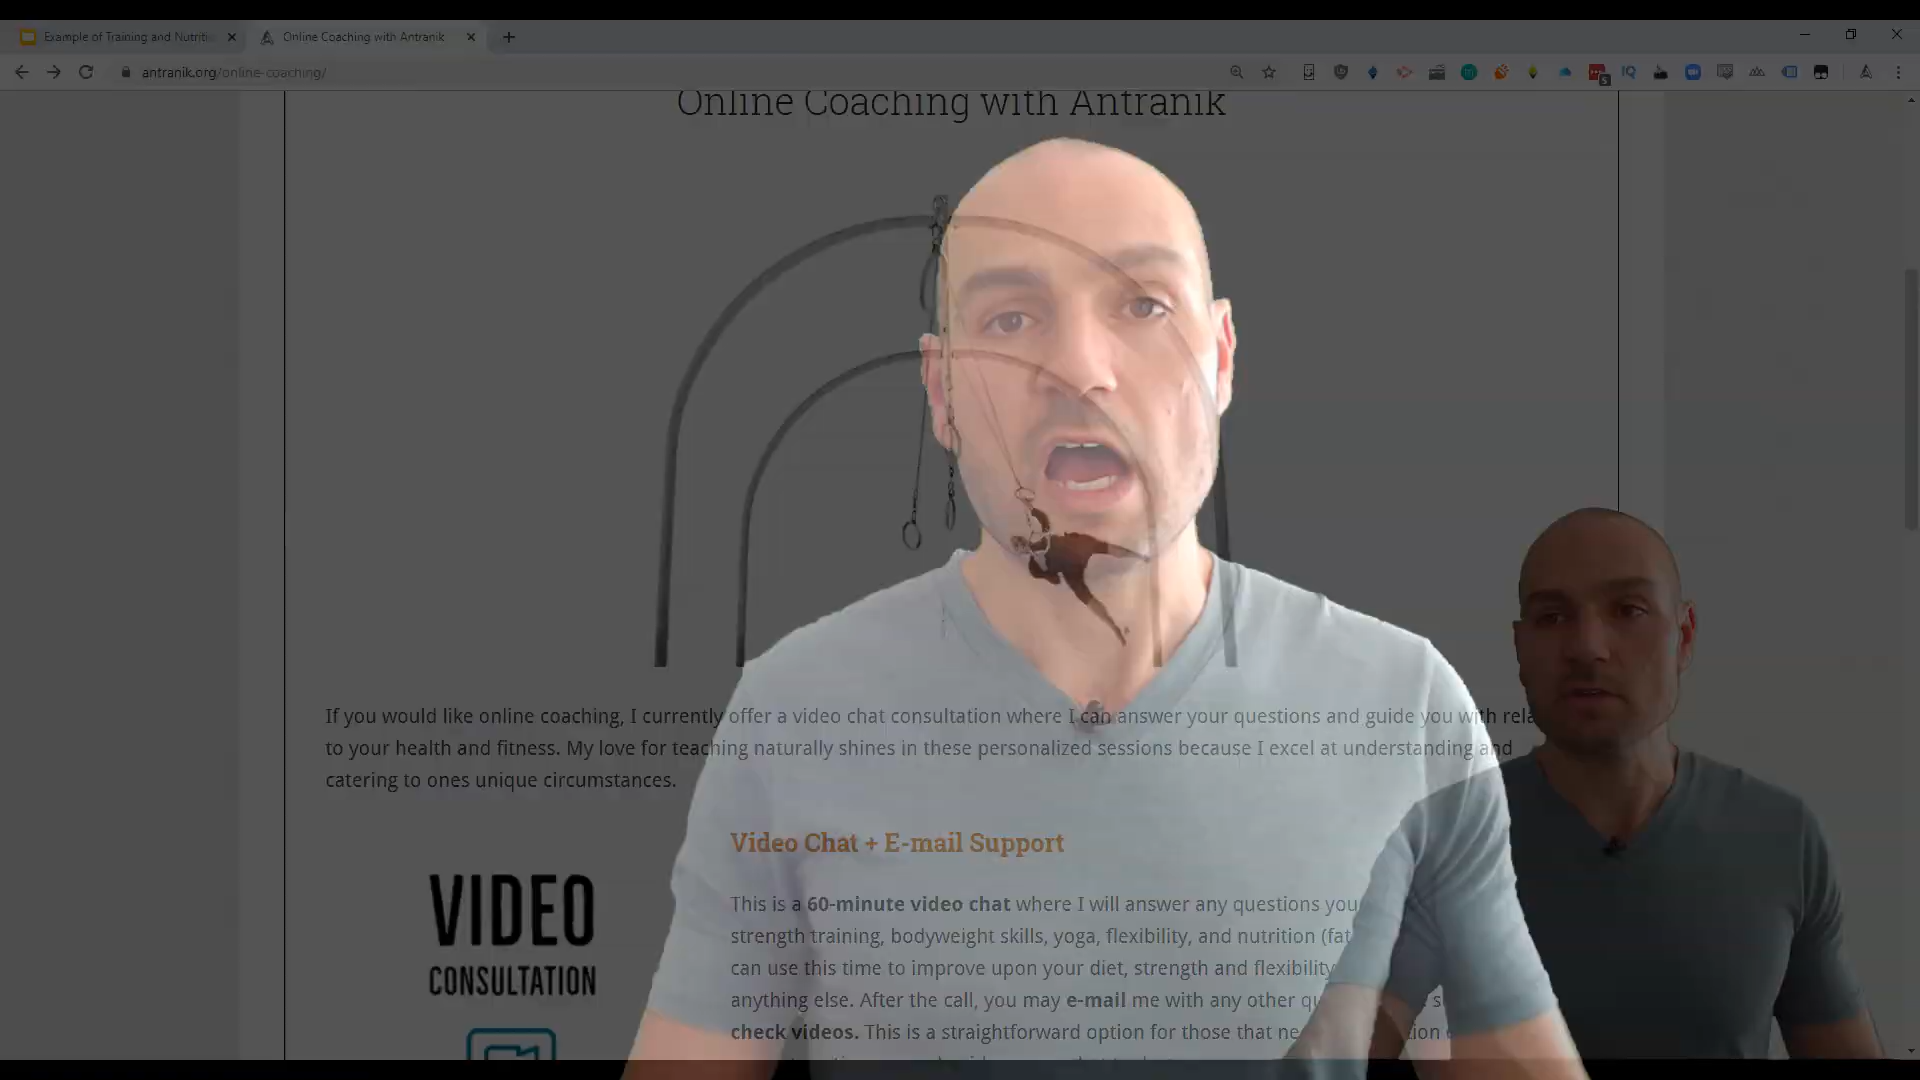 Example of Training and Nutriti
Online Coaching with Antranik
antranik.org/online-coaching/
Online Coaching with Antranik
If you would like online coaching, I currently offer a video chat consultation where I can answer your questions and guide you with rela
to your health and fitness. My love for teaching naturally shines in these personalized sessions because I excel at understanding and
catering to ones unique circumstances.
Video Chat + E-mail Support
VIDEO
CONSULTATION
This is a 60-minute video chat where I will answer any questions you
strength training, bodyweight skills, yoga, flexibility, and nutrition (fat
can use this time to improve upon your diet, strength and flexibility
anything else. After the call, you may e-mail me with any other qu
check videos. This is a straightforward option for those that ne